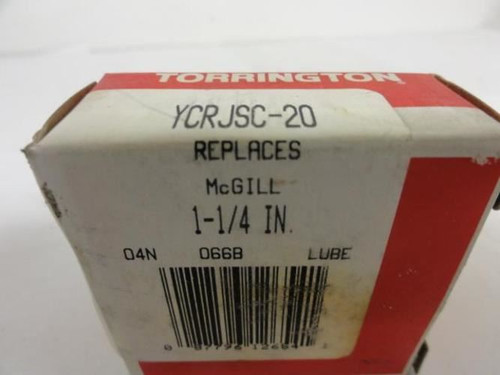 TORRINGTON
YCRJSC-20
REPLACES
McGILL
1-1/4 IN.
04N 066B LUBE